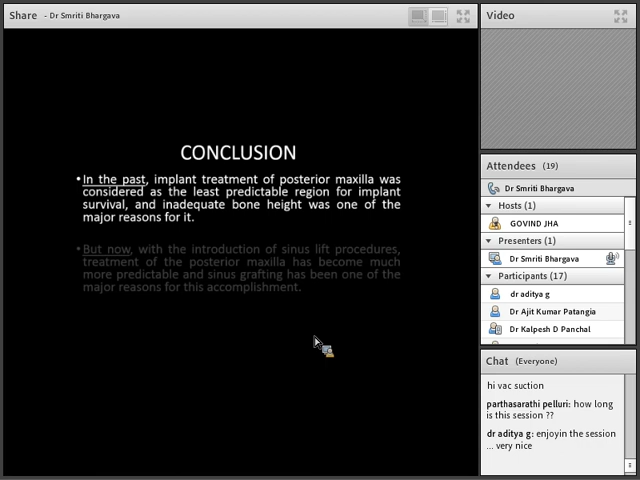 Share - Dr Smriti Bhargava
CONCLUSION
•In the past, implant treatment of posterior maxilla was
considered as the least predictable region for implant
survival, and inadequate bone height was one of the
major reasons for it.
•But now, with the introduction of sinus lift procedures,
treatment of the posterior maxilla has become much
more predictable and sinus grafting has been one of the
major reasons for this accomplishment.
Video
Attendees (19)
Dr Smriti Bhargava
Hosts (1)
GOVIND JHA
Presenters (1)
Dr Smriti Bhargava
Participants (17)
dr aditya g
Dr Ajit Kumar Patangia
Dr Kalpesh D Panchal
Chat (Everyone)
hi vac suction
parthasarathi pelluri: how long
is this session ??
dr aditya g: enjoyin the session
... very nice